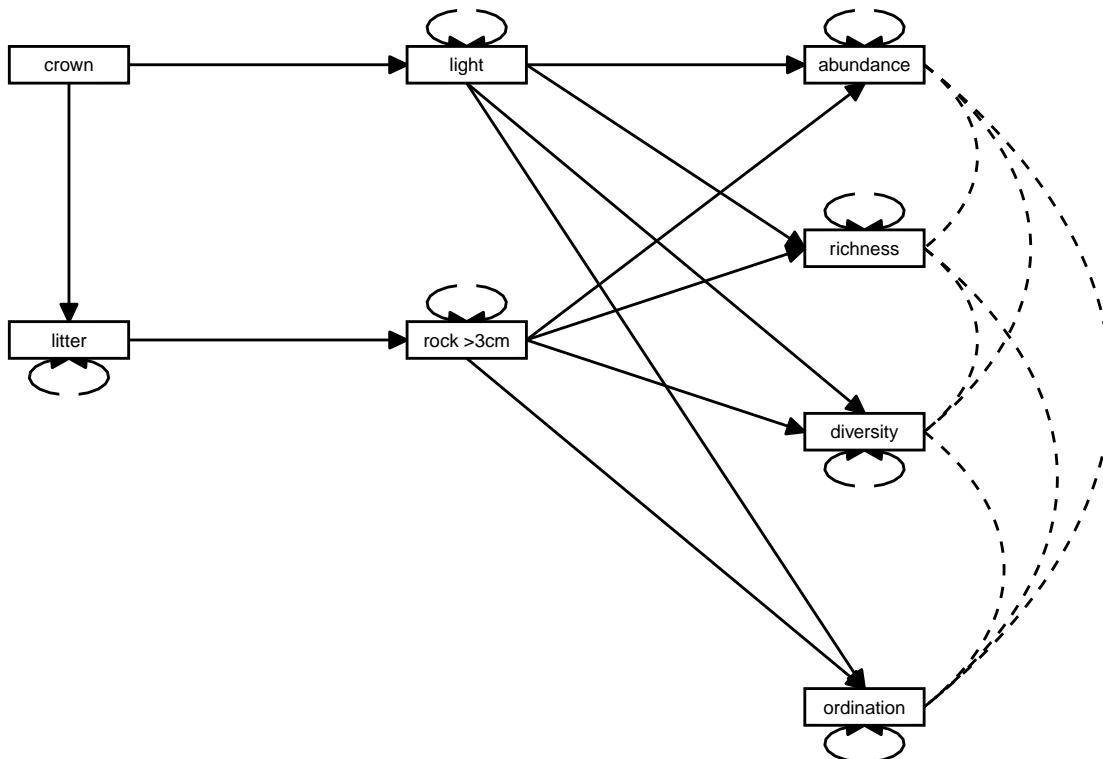 crown
light
abundance
richness
litter
rock >3cm
diversity
ordination